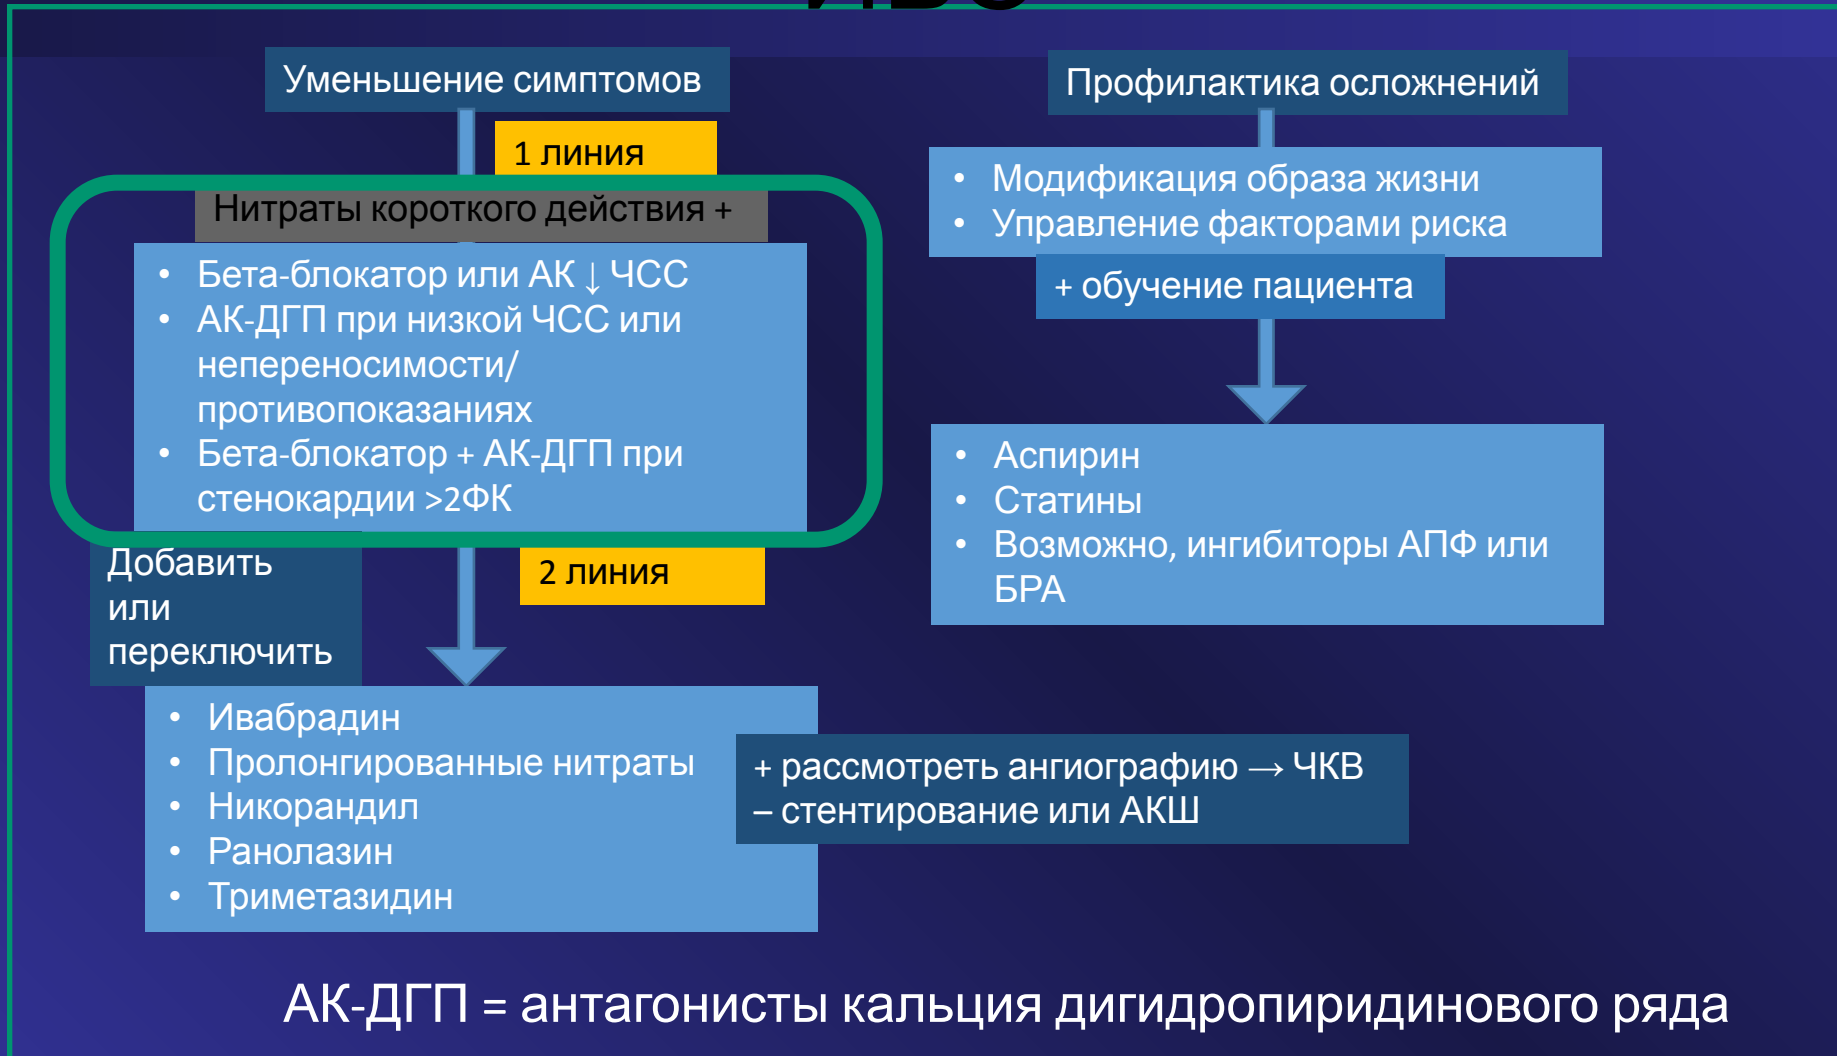 Уменьшение симптомов
1 линия
Нитраты короткого действия +
• Бета-блокатор или АК ↓ ЧСС
• АК-ДГП при низкой ЧСС или
непереносимости/
противопоказаниях
• Бета-блокатор + АК-ДГП при
стенокардии >2ФК
Добавить
или
переключить
2 линия
• Ивабрадин
• Пролонгированные нитраты
• Никорандил
• Ранолазин
• Триметазидин
+ рассмотреть ангиографию → ЧКВ
– стентирование или АКШ
Профилактика осложнений
• Модификация образа жизни
• Управление факторами риска
+ обучение пациента
• Аспирин
• Статины
• Возможно, ингибиторы АПФ или
БРА
АК-ДГП = антагонисты кальция дигидропиридинового ряда